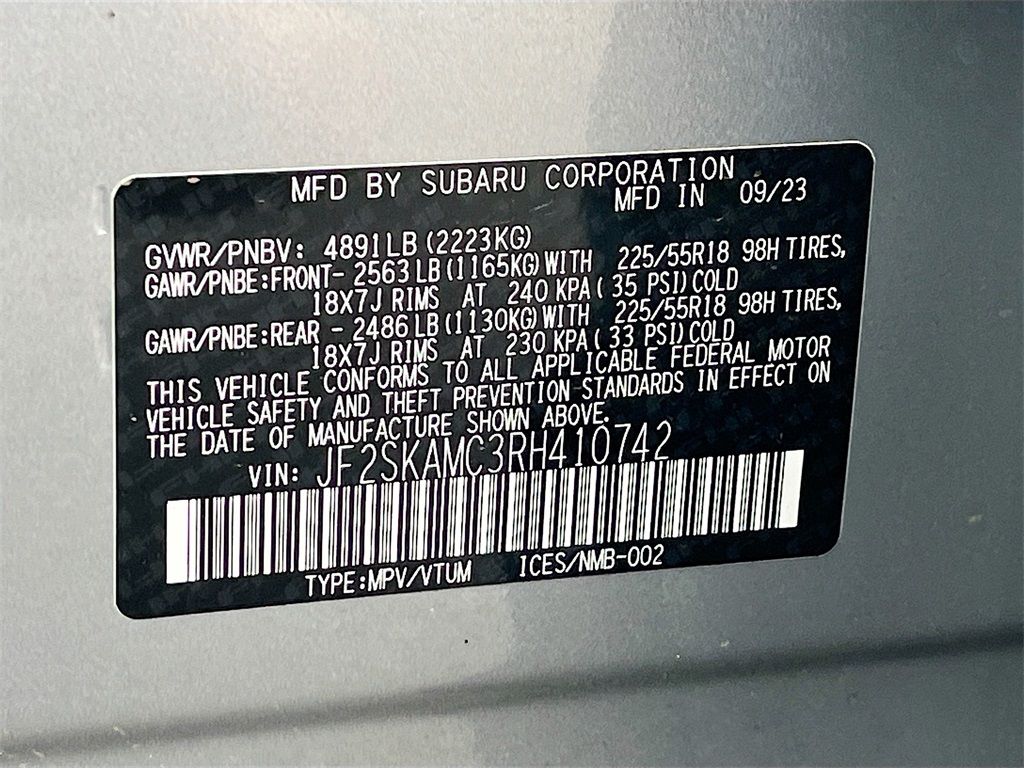 MFD BY SUBARU CORPORATION
MFD IN 09/23
GVWR/PNBV: 4891LB (2223KG)
GAWR/PNBE:FRONT- 2563LB (1165KG) WITH 225/55R18 98H TIRES,
18X7J RIMS AT 240 KPA ( 35 PSI) COLD
GAWR/PNBE:REAR - 2486LB (1130KG) WITH 225/55R18 98H TIRES,
18X7J RIMS AT 230 KPA ( 33 PSI) COLD
THIS VEHICLE CONFORMS TO ALL APPLICABLE FEDERAL MOTOR
VEHICLE SAFETY AND THEFT PREVENTION STANDARDS IN EFFECT ON
THE DATE OF MANUFACTURE SHOWN ABOVE.
VIN: JF2SKAMC3RH410742
TYPE:MPV/VTUM ICES/NMB-002